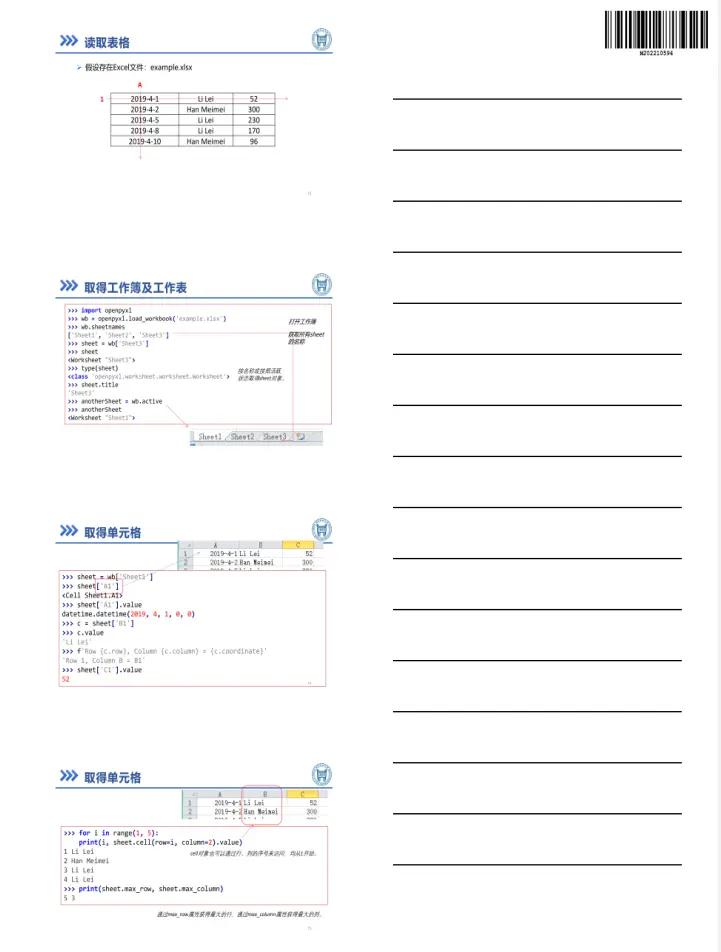 读取表格
假设存在Excel文件：example.xlsx
A
1 2019-4-1 Li Lei 52
2019-4-2 Han Meimei 300
2019-4-5 Li Lei 230
2019-4-8 Li Lei 170
2019-4-10 Han Meimei 96
取得工作簿及工作表
>>> import openpyxl
>>> wb = openpyxl.load_workbook('example.xlsx')
打开工作簿
>>> wb.sheetnames
['Sheet1', 'Sheet2', 'Sheet3']
获取所有sheet
的名称
>>> sheet = wb['Sheet3']
>>> sheet
<Worksheet "Sheet3">
>>> type(sheet)
<class 'openpyxl.worksheet.worksheet.Worksheet'>
按名称或按照活跃
状态取得sheet对象。
>>> sheet.title
'Sheet3'
>>> anotherSheet = wb.active
>>> anotherSheet
<Worksheet "Sheet1">
Sheet1 Sheet2 Sheet3
取得单元格
A B C
1 2019-4-1 Li Lei 52
2 2019-4-2 Han Meimei 300
>>> sheet = wb['Sheet1']
>>> sheet['A1']
<Cell Sheet1.A1>
>>> sheet['A1'].value
datetime.datetime(2019, 4, 1, 0, 0)
>>> c = sheet['B1']
>>> c.value
'Li Lei'
>>> f'Row {c.row}, Column {c.column} = {c.coordinate}'
'Row 1, Column B = B1'
>>> sheet['C1'].value
52
取得单元格
A B C
1 2019-4-1 Li Lei 52
2 2019-4-2 Han Meimei 300
>>> for i in range(1, 5):
print(i, sheet.cell(row=i, column=2).value)
1 Li Lei
cell对象也可以通过行、列的序号来访问，均从1开始。
2 Han Meimei
3 Li Lei
4 Li Lei
>>> print(sheet.max_row, sheet.max_column)
5 3
通过max_row属性获得最大的行，通过max_column属性获得最大的列。
M202210594